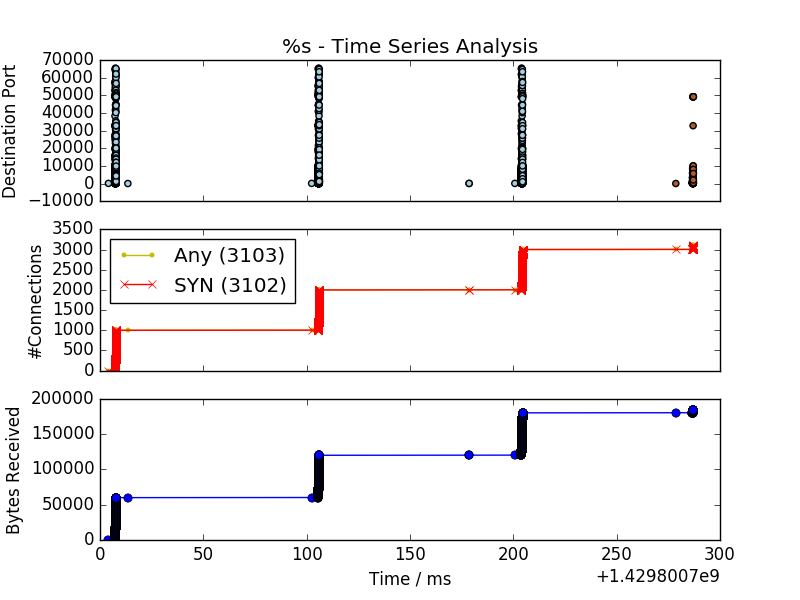 %s - Time Series Analysis
70000
60000
50000
40000
30000
20000
10000
0
−10000
Destination Port
3500
3000
2500
2000
1500
1000
500
0
#Connections
Any (3103)
SYN (3102)
200000
150000
100000
50000
0
Bytes Received
0 50 100 150 200 250 300
Time / ms
+1.4298007e9